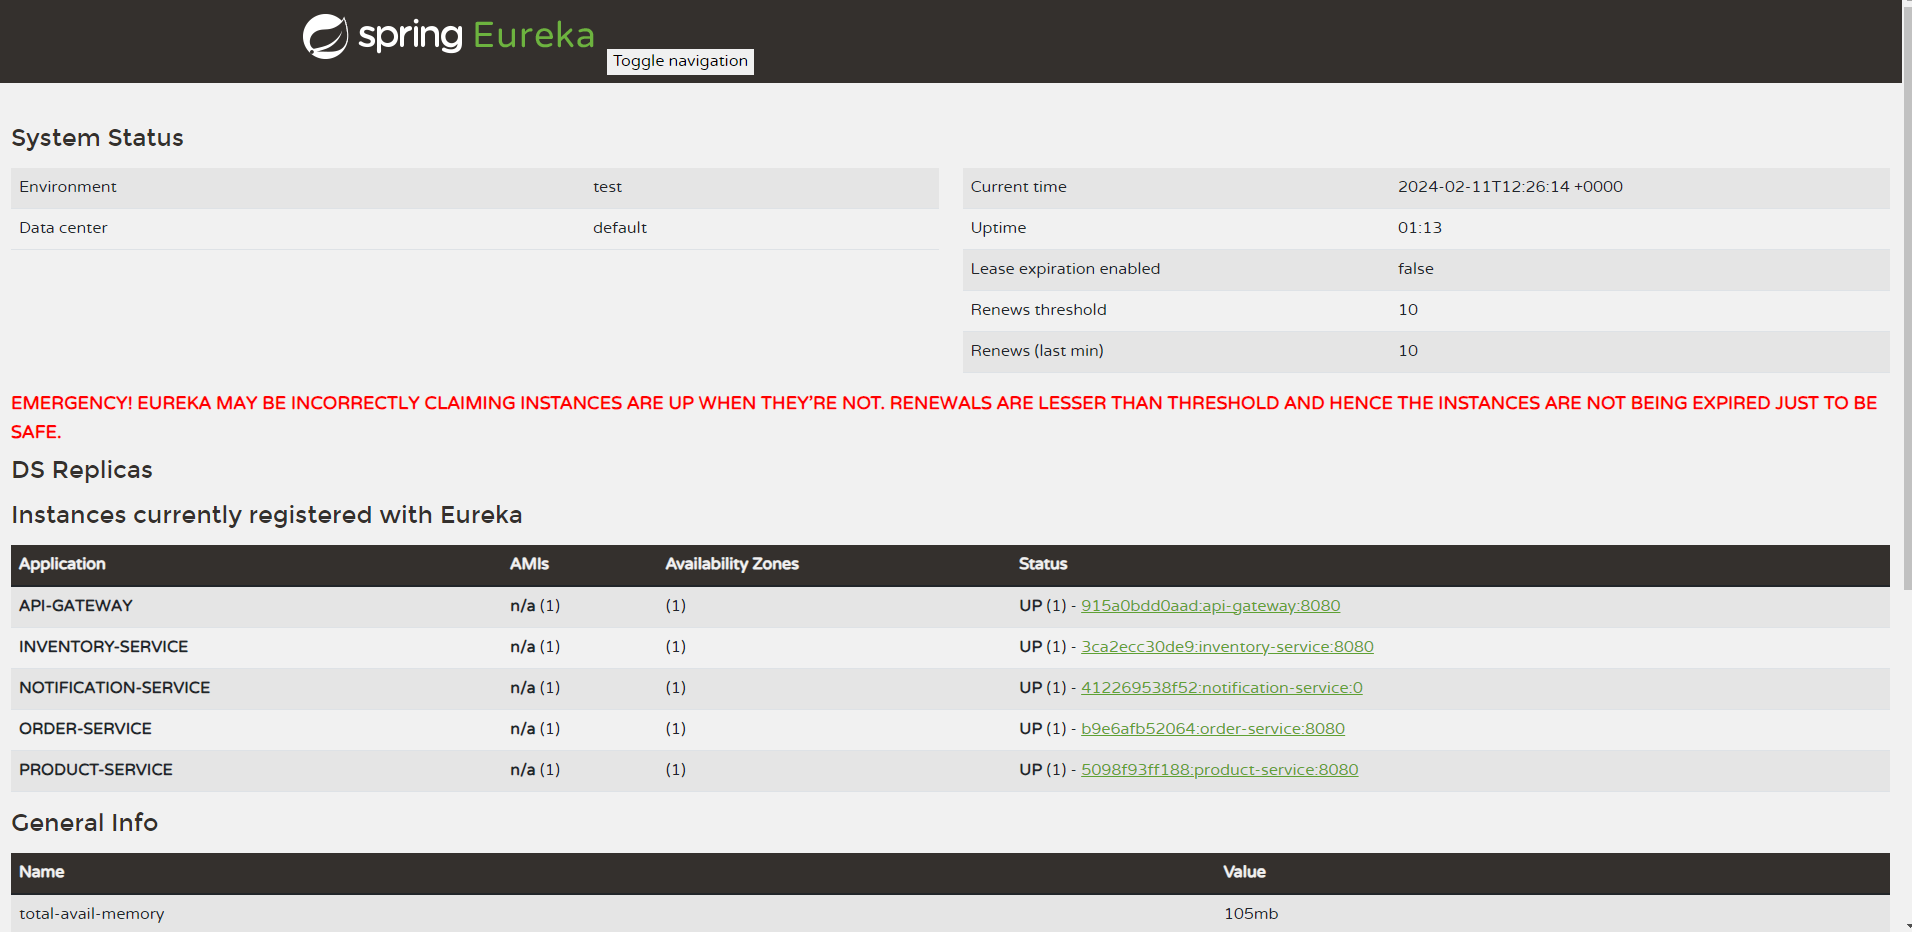 spring Eureka
Toggle navigation
System Status
Environment test
Data center default
Current time 2024-02-11T12:26:14 +0000
Uptime 01:13
Lease expiration enabled false
Renews threshold 10
Renews (last min) 10
EMERGENCY! EUREKA MAY BE INCORRECTLY CLAIMING INSTANCES ARE UP WHEN THEY'RE NOT. RENEWALS ARE LESSER THAN THRESHOLD AND HENCE THE INSTANCES ARE NOT BEING EXPIRED JUST TO BE
SAFE.
DS Replicas
Instances currently registered with Eureka
Application AMIs Availability Zones Status
API-GATEWAY n/a (1) (1) UP (1) - 915a0bdd0aad:api-gateway:8080
INVENTORY-SERVICE n/a (1) (1) UP (1) - 3ca2ecc30de9:inventory-service:8080
NOTIFICATION-SERVICE n/a (1) (1) UP (1) - 412269538f52:notification-service:0
ORDER-SERVICE n/a (1) (1) UP (1) - b9e6afb52064:order-service:8080
PRODUCT-SERVICE n/a (1) (1) UP (1) - 5098f93ff188:product-service:8080
General Info
Name Value
total-avail-memory 105mb